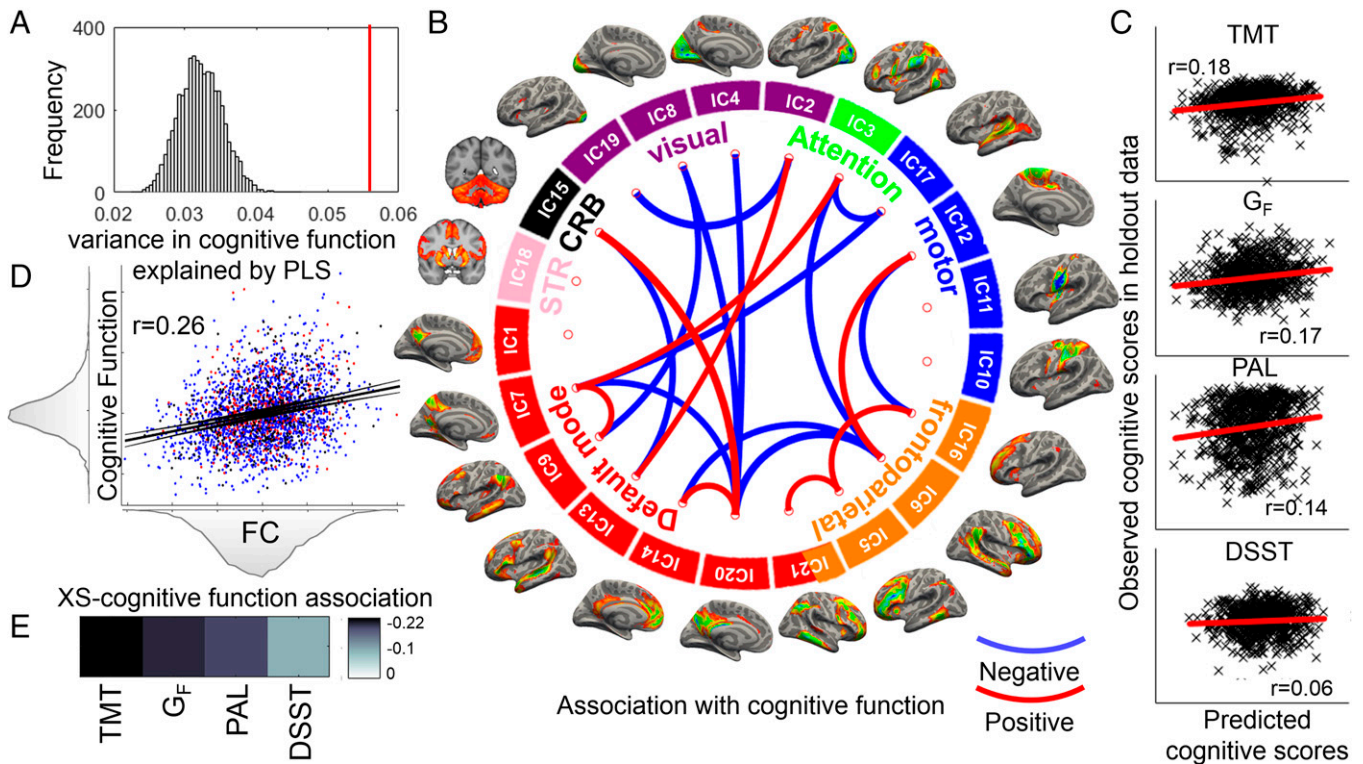 A
400
200
0
Frequency
0.02
0.03
0.04
0.05
0.06
variance in cognitive function
explained by PLS
B
IC19
IC8
IC4
IC2
IC3
IC17
IC12
IC11
IC10
IC16
IC6
IC5
IC21
IC20
IC14
IC13
IC9
IC7
IC1
IC18
IC15
visual
Attention
motor
frontoparietal
Default mode
STR
CRB
Negative
Positive
Association with cognitive function
C
Observed cognitive scores in holdout data
TMT
r=0.18
GF
r=0.17
PAL
r=0.14
DSST
r=0.06
Predicted
cognitive scores
D
Cognitive Function
r=0.26
FC
E
XS-cognitive function association
-0.22
-0.1
0
TMT
GF
PAL
DSST